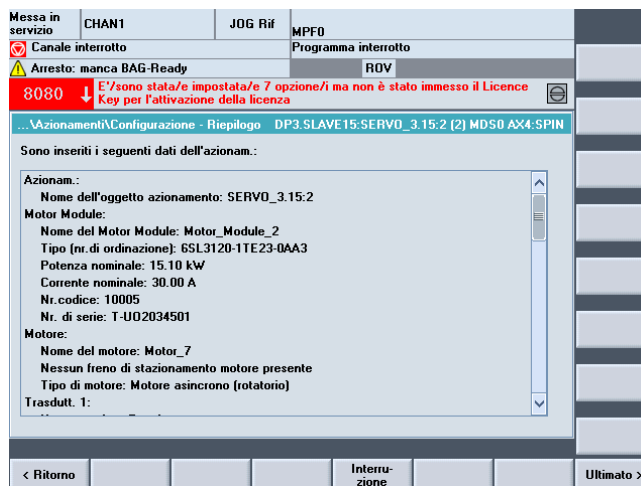 Messa in servizio
CHAN1
JOG Rif
MPF0
Canale interrotto
Programma interrotto
Arresto: manca BAG-Ready
ROV
8080
E'/sono stata/e impostata/e 7 opzione/i ma non è stato immesso il Licence
Key per l'attivazione della licenza
...\Azionamenti\Configurazione - Riepilogo DP3.SLAVE15:SERVO_3.15:2 (2) MDS0 AX4:SPIN
Sono inseriti i seguenti dati dell'azionam.:
Azionam.:
Nome dell'oggetto azionamento: SERVO_3.15:2
Motor Module:
Nome del Motor Module: Motor_Module_2
Tipo (nr.di ordinazione): 6SL3120-1TE23-0AA3
Potenza nominale: 15.10 kW
Corrente nominale: 30.00 A
Nr.codice: 10005
Nr. di serie: T-UO2034501
Motore:
Nome del motore: Motor_7
Nessun freno di stazionamento motore presente
Tipo di motore: Motore asincrono (rotatorio)
Trasdutt. 1:
< Ritorno
Interru-
zione
Ultimato >